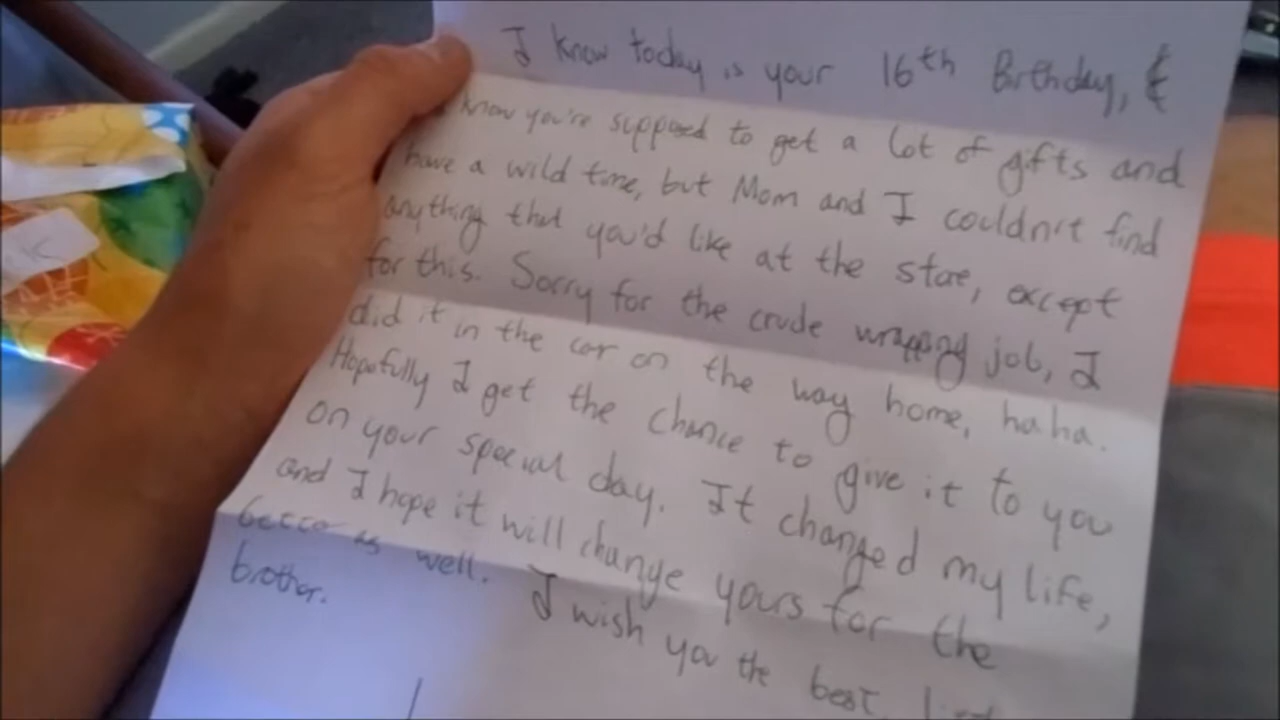 I know today is your 16th Birthday, &
I know you're supposed to get a lot of gifts and
have a wild time, but Mom and I couldn't find
anything that you'd like at the store, except
for this. Sorry for the crude wrapping job, I
did it in the car on the way home, haha.
Hopefully I get the chance to give it to you
on your special day. It changed my life,
and I hope it will change yours for the
better as well. I wish you the best,
brother.